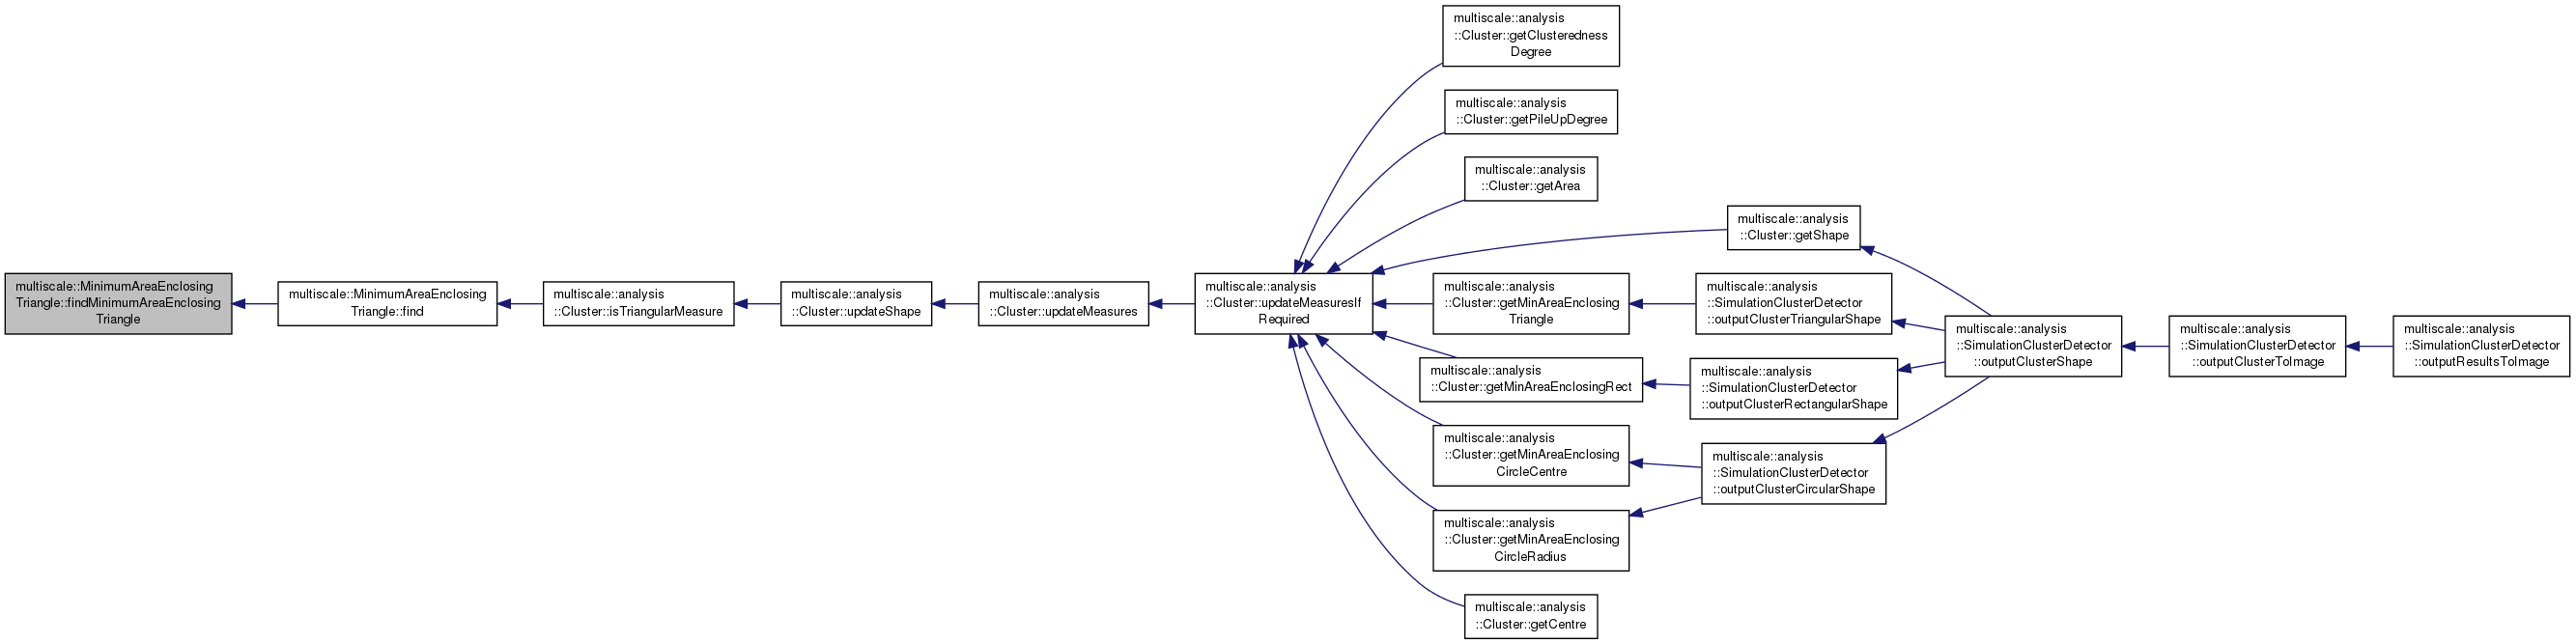 multiscale::MinimumAreaEnclosing
Triangle::findMinimumAreaEnclosing
Triangle
multiscale::MinimumAreaEnclosing
Triangle::find
multiscale::analysis
::Cluster::isTriangularMeasure
multiscale::analysis
::Cluster::updateShape
multiscale::analysis
::Cluster::updateMeasures
multiscale::analysis
::Cluster::updateMeasuresIf
Required
multiscale::analysis
::Cluster::getClusteredness
Degree
multiscale::analysis
::Cluster::getPileUpDegree
multiscale::analysis
::Cluster::getArea
multiscale::analysis
::Cluster::getShape
multiscale::analysis
::Cluster::getMinAreaEnclosing
Triangle
multiscale::analysis
::Cluster::getMinAreaEnclosingRect
multiscale::analysis
::Cluster::getMinAreaEnclosing
CircleCentre
multiscale::analysis
::Cluster::getMinAreaEnclosing
CircleRadius
multiscale::analysis
::Cluster::getCentre
multiscale::analysis
::SimulationClusterDetector
::outputClusterTriangularShape
multiscale::analysis
::SimulationClusterDetector
::outputClusterRectangularShape
multiscale::analysis
::SimulationClusterDetector
::outputClusterCircularShape
multiscale::analysis
::SimulationClusterDetector
::outputClusterShape
multiscale::analysis
::SimulationClusterDetector
::outputClusterToImage
multiscale::analysis
::SimulationClusterDetector
::outputResultsToImage